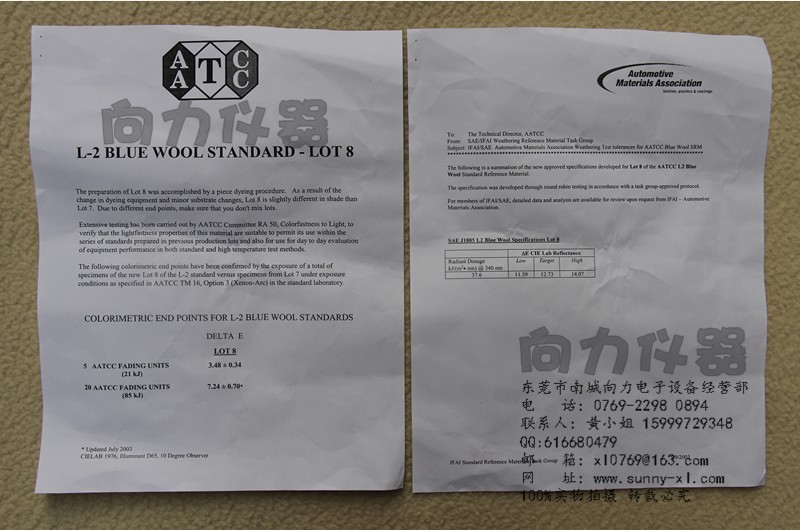 A A T C C
向力仪器
L-2 BLUE WOOL STANDARD - LOT 8
The preparation of Lot 8 was accomplished by a piece dyeing procedure. As a result of the
change in dyeing equipment and minor substrate changes, Lot 8 is slightly different in shade than
Lot 7. Due to different end points, make sure that you don't mix lots.
Extensive testing has been carried out by AATCC Committee RA 50, Colorfastness to Light, to
verify that the lightfastness properties of this material are suitable to permit its use within the
series of standards prepared in previous production lots and also for use for day to day evaluation
of equipment performance in both standard and high temperature test methods.
The following colorimetric end points have been confirmed by the exposure of a total of
specimens of the new Lot 8 of the L-2 standard versus specimens from Lot 7 under exposure
conditions as specified in AATCC TM 16, Option 3 (Xenon-Arc) in the standard laboratory.
COLORIMETRIC END POINTS FOR L-2 BLUE WOOL STANDARDS
DELTA E
LOT 8
5 AATCC FADING UNITS 3.48 ± 0.34
(21 kJ)
20 AATCC FADING UNITS 7.24 ± 0.70*
(85 kJ)
* Updated July 2003
CIELAB 1976, Illuminant D65, 10 Degree Observer
Automotive
Materials Association
textiles, plastics & coatings
To: The Technical Director, AATCC
From: SAE/IFAI Weathering Reference Material Task Group
Subject: IFAI/SAE Automotive Materials Association Weathering Test tolerances for AATCC Blue Wool SRM
The following is a summation of the new approved specifications developed for Lot 8 of the AATCC L2 Blue
Wool Standard Reference Material.
The specification was developed through round robin testing in accordance with a task group approved protocol.
For members of IFAI/SAE, detailed data and analysis are available for review upon request from IFAI – Automotive
Materials Association.
SAE J1885 L2 Blue Wool Specifications Lot 8
ΔE CIE Lab Reflectance
Radiant Dosage Low Target High
kJ/(m²• nm) @ 340 nm
37.6 11.39 12.73 14.07
向力仪器
东莞市南城向力电子设备经营部
电 话: 0769-2298 0894
联系人: 黄小姐 15999729348
QQ:616680479
IFAI Standard Reference Material Task Group
邮 箱: xl0769@163.com
网 址: www.sunny-xl.com
100%实物拍摄 转载必究